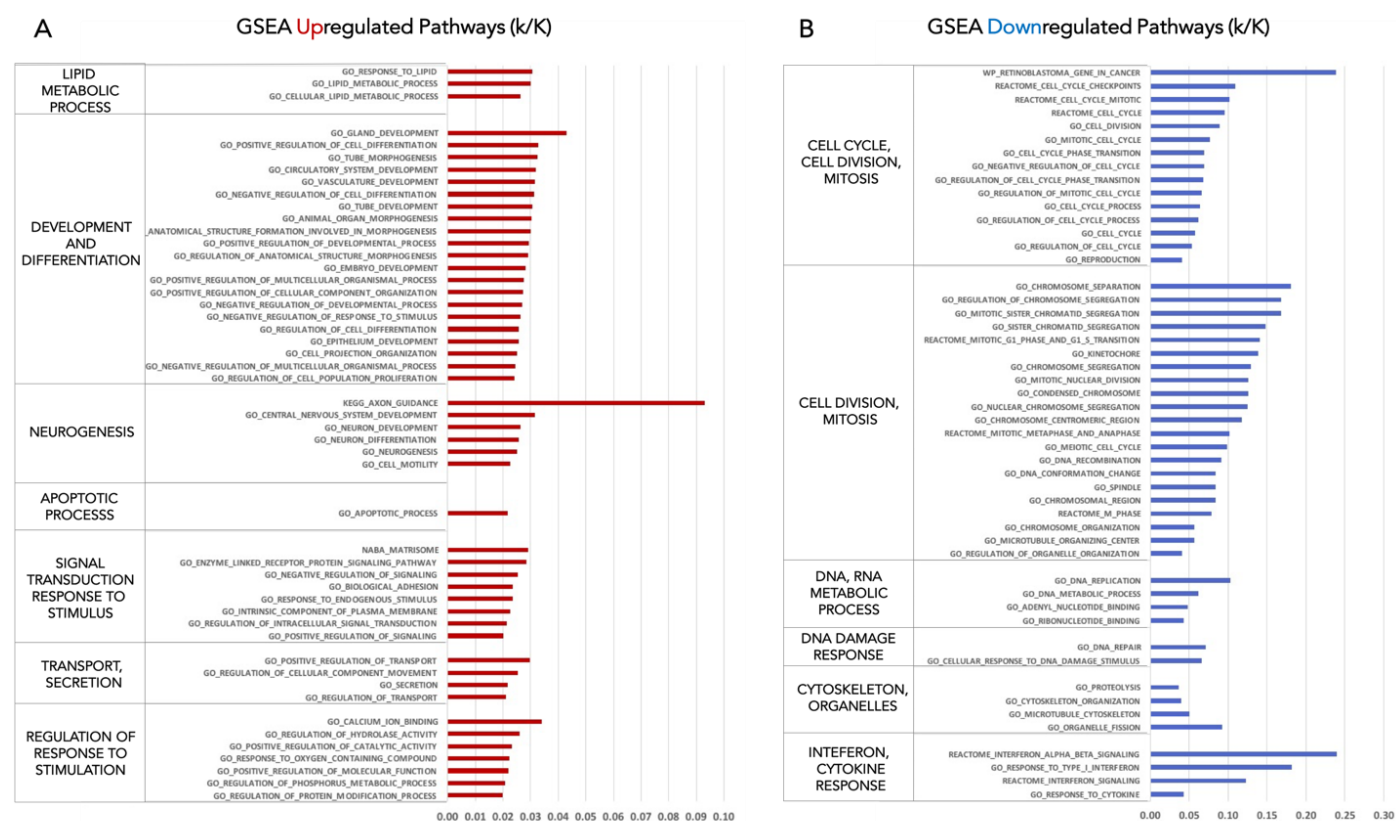 A
GSEA Upregulated Pathways (k/K)
LIPID
METABOLIC
PROCESS
GO_RESPONSE_TO_LIPID
GO_LIPID_METABOLIC_PROCESS
GO_CELLULAR_LIPID_METABOLIC_PROCESS
DEVELOPMENT
AND
DIFFERENTIATION
GO_GLAND_DEVELOPMENT
GO_POSITIVE_REGULATION_OF_CELL_DIFFERENTIATION
GO_TUBE_MORPHOGENESIS
GO_CIRCULATORY_SYSTEM_DEVELOPMENT
GO_VASCULATURE_DEVELOPMENT
GO_NEGATIVE_REGULATION_OF_CELL_DIFFERENTIATION
GO_TUBE_DEVELOPMENT
GO_ANIMAL_ORGAN_MORPHOGENESIS
_ANATOMICAL_STRUCTURE_FORMATION_INVOLVED_IN_MORPHOGENESIS
GO_POSITIVE_REGULATION_OF_DEVELOPMENTAL_PROCESS
GO_REGULATION_OF_ANATOMICAL_STRUCTURE_MORPHOGENESIS
GO_EMBRYO_DEVELOPMENT
GO_POSITIVE_REGULATION_OF_MULTICELLULAR_ORGANISMAL_PROCESS
GO_POSITIVE_REGULATION_OF_CELLULAR_COMPONENT_ORGANIZATION
GO_NEGATIVE_REGULATION_OF_DEVELOPMENTAL_PROCESS
GO_NEGATIVE_REGULATION_OF_RESPONSE_TO_STIMULUS
GO_REGULATION_OF_CELL_DIFFERENTIATION
GO_EPITHELIUM_DEVELOPMENT
GO_CELL_PROJECTION_ORGANIZATION
GO_NEGATIVE_REGULATION_OF_MULTICELLULAR_ORGANISMAL_PROCESS
GO_REGULATION_OF_CELL_POPULATION_PROLIFERATION
NEUROGENESIS
KEGG_AXON_GUIDANCE
GO_CENTRAL_NERVOUS_SYSTEM_DEVELOPMENT
GO_NEURON_DEVELOPMENT
GO_NEURON_DIFFERENTIATION
GO_NEUROGENESIS
GO_CELL_MOTILITY
APOPTOTIC
PROCESSS
GO_APOPTOTIC_PROCESS
SIGNAL
TRANSDUCTION
RESPONSE TO
STIMULUS
NABA_MATRISOME
GO_ENZYME_LINKED_RECEPTOR_PROTEIN_SIGNALING_PATHWAY
GO_NEGATIVE_REGULATION_OF_SIGNALING
GO_BIOLOGICAL_ADHESION
GO_RESPONSE_TO_ENDOGENOUS_STIMULUS
GO_INTRINSIC_COMPONENT_OF_PLASMA_MEMBRANE
GO_REGULATION_OF_INTRACELLULAR_SIGNAL_TRANSDUCTION
GO_POSITIVE_REGULATION_OF_SIGNALING
TRANSPORT,
SECRETION
GO_POSITIVE_REGULATION_OF_TRANSPORT
GO_REGULATION_OF_CELLULAR_COMPONENT_MOVEMENT
GO_SECRETION
GO_REGULATION_OF_TRANSPORT
REGULATION OF
RESPONSE TO
STIMULATION
GO_CALCIUM_ION_BINDING
GO_REGULATION_OF_HYDROLASE_ACTIVITY
GO_POSITIVE_REGULATION_OF_CATALYTIC_ACTIVITY
GO_RESPONSE_TO_OXYGEN_CONTAINING_COMPOUND
GO_POSITIVE_REGULATION_OF_MOLECULAR_FUNCTION
GO_REGULATION_OF_PHOSPHORUS_METABOLIC_PROCESS
GO_REGULATION_OF_PROTEIN_MODIFICATION_PROCESS
0.00 0.01 0.02 0.03 0.04 0.05 0.06 0.07 0.08 0.09 0.10
B
GSEA Downregulated Pathways (k/K)
CELL CYCLE,
CELL DIVISION,
MITOSIS
WP_RETINOBLASTOMA_GENE_IN_CANCER
REACTOME_CELL_CYCLE_CHECKPOINTS
REACTOME_CELL_CYCLE_MITOTIC
REACTOME_CELL_CYCLE
GO_CELL_DIVISION
GO_MITOTIC_CELL_CYCLE
GO_CELL_CYCLE_PHASE_TRANSITION
GO_NEGATIVE_REGULATION_OF_CELL_CYCLE
GO_REGULATION_OF_CELL_CYCLE_PHASE_TRANSITION
GO_REGULATION_OF_MITOTIC_CELL_CYCLE
GO_CELL_CYCLE_PROCESS
GO_REGULATION_OF_CELL_CYCLE_PROCESS
GO_CELL_CYCLE
GO_REGULATION_OF_CELL_CYCLE
GO_REPRODUCTION
CELL DIVISION,
MITOSIS
GO_CHROMOSOME_SEPARATION
GO_REGULATION_OF_CHROMOSOME_SEGREGATION
GO_MITOTIC_SISTER_CHROMATID_SEGREGATION
GO_SISTER_CHROMATID_SEGREGATION
REACTOME_MITOTIC_G1_PHASE_AND_G1_S_TRANSITION
GO_KINETOCHORE
GO_CHROMOSOME_SEGREGATION
GO_MITOTIC_NUCLEAR_DIVISION
GO_CONDENSED_CHROMOSOME
GO_NUCLEAR_CHROMOSOME_SEGREGATION
GO_CHROMOSOME_CENTROMERIC_REGION
REACTOME_MITOTIC_METAPHASE_AND_ANAPHASE
GO_MEIOTIC_CELL_CYCLE
GO_DNA_RECOMBINATION
GO_DNA_CONFORMATION_CHANGE
GO_SPINDLE
GO_CHROMOSOMAL_REGION
REACTOME_M_PHASE
GO_CHROMOSOME_ORGANIZATION
GO_MICROTUBULE_ORGANIZING_CENTER
GO_REGULATION_OF_ORGANELLE_ORGANIZATION
DNA, RNA
METABOLIC
PROCESS
GO_DNA_REPLICATION
GO_DNA_METABOLIC_PROCESS
GO_ADENYL_NUCLEOTIDE_BINDING
GO_RIBONUCLEOTIDE_BINDING
DNA DAMAGE
RESPONSE
GO_DNA_REPAIR
GO_CELLULAR_RESPONSE_TO_DNA_DAMAGE_STIMULUS
CYTOSKELETON,
ORGANELLES
GO_PROTEOLYSIS
GO_CYTOSKELETON_ORGANIZATION
GO_MICROTUBULE_CYTOSKELETON
GO_ORGANELLE_FISSION
INTEFERON,
CYTOKINE
RESPONSE
REACTOME_INTERFERON_ALPHA_BETA_SIGNALING
GO_RESPONSE_TO_TYPE_I_INTERFERON
REACTOME_INTERFERON_SIGNALING
GO_RESPONSE_TO_CYTOKINE
0.00 0.05 0.10 0.15 0.20 0.25 0.30